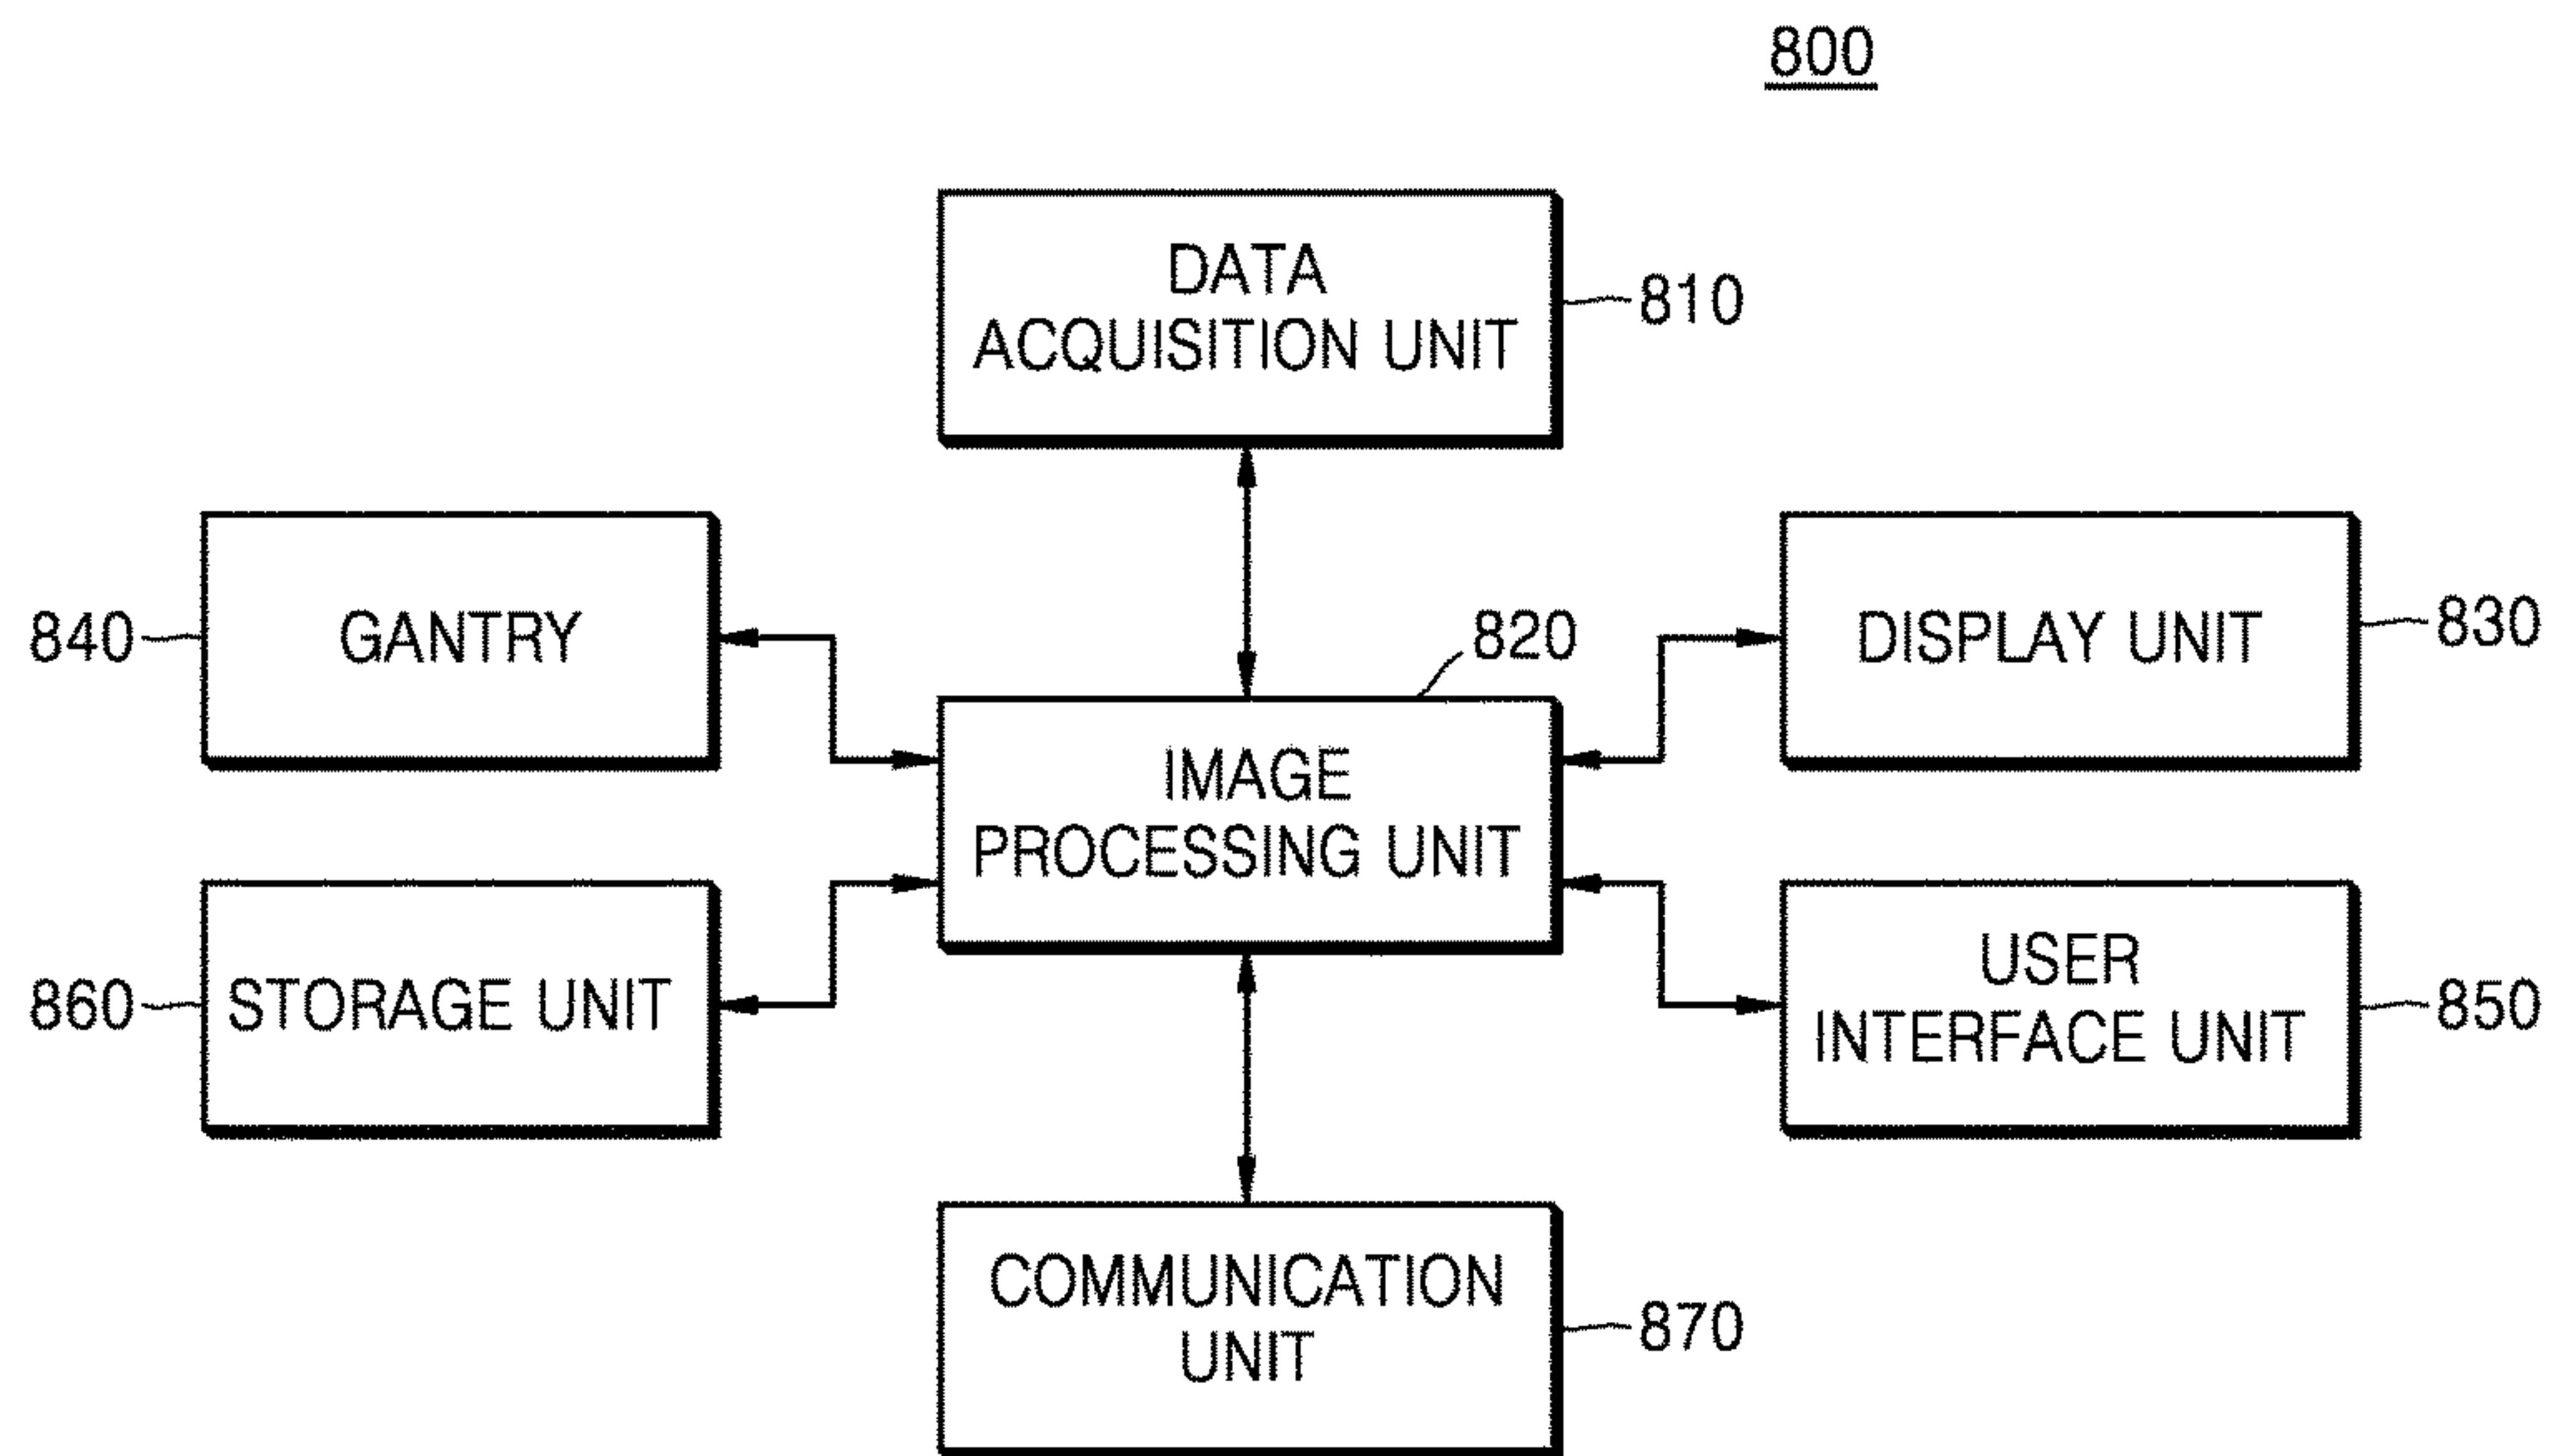 800
DATA
ACQUISITION UNIT
810
840
GANTRY
820
DISPLAY UNIT
830
IMAGE
PROCESSING UNIT
860
STORAGE UNIT
USER
INTERFACE UNIT
850
COMMUNICATION
UNIT
870